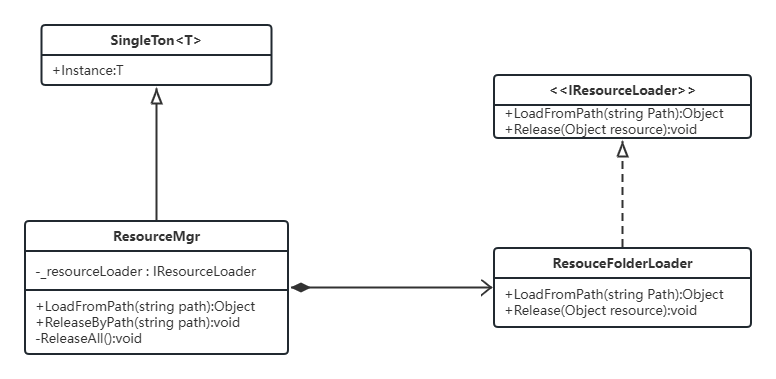 SingleTon<T>
+Instance:T
<<IResourceLoader>>
+LoadFromPath(string Path):Object
+Release(Object resource):void
ResourceMgr
-_resourceLoader : IResourceLoader
+LoadFromPath(string path):Object
+ReleaseByPath(string path):void
-ReleaseAll():void
ResouceFolderLoader
+LoadFromPath(string Path):Object
+Release(Object resource):void